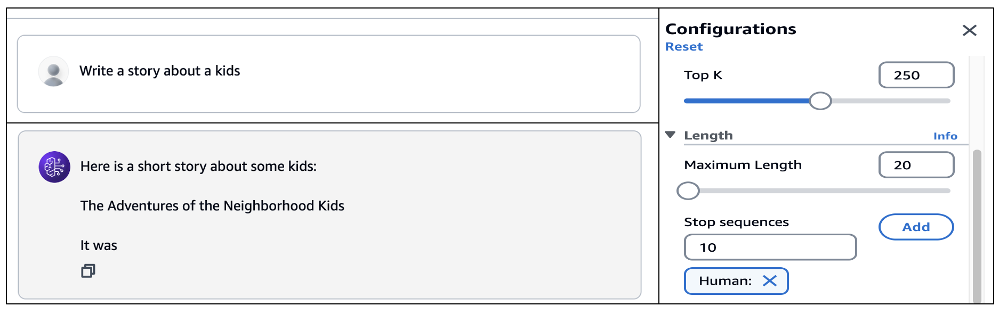 Write a story about a kids
Here is a short story about some kids:
The Adventures of the Neighborhood Kids
It was
Configurations
Reset
Top K
250
Length
Info
Maximum Length
20
Stop sequences
Add
10
Human: